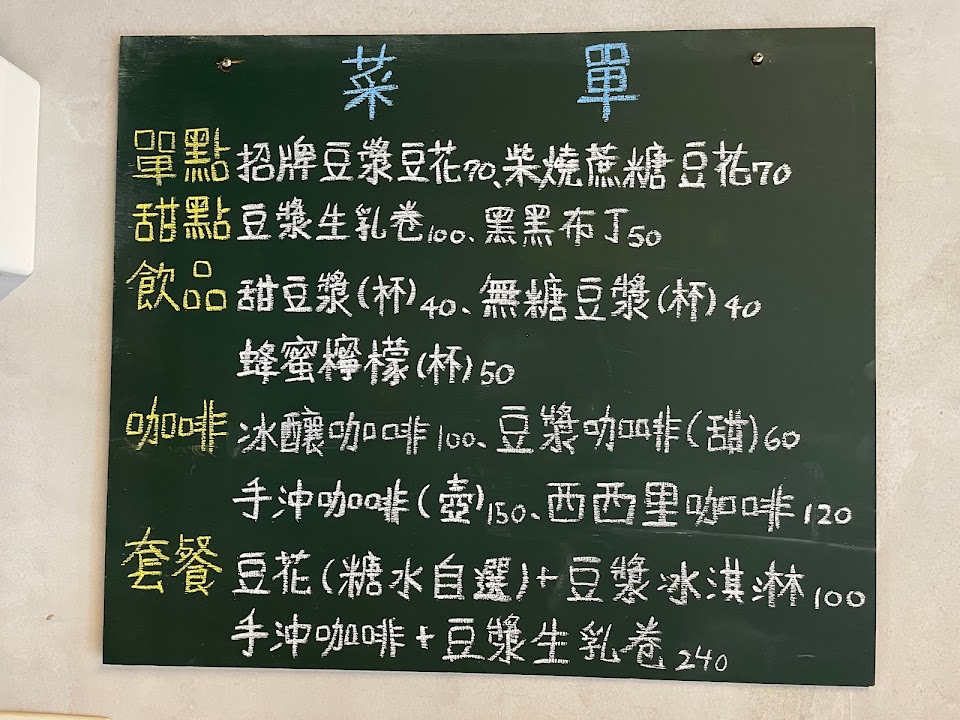 菜單
單點 招牌豆漿豆花70、柴燒蔗糖豆花70
甜點 豆漿生乳卷100、黑黑布丁50
飲品 甜豆漿(杯)40、無糖豆漿(杯)40
蜂蜜檸檬(杯)50
咖啡 冰釀咖啡100、豆漿咖啡(甜)60
手沖咖啡(壺)150、西西里咖啡120
套餐 豆花(糖水自選)+豆漿冰淇淋100
手沖咖啡+豆漿生乳卷240